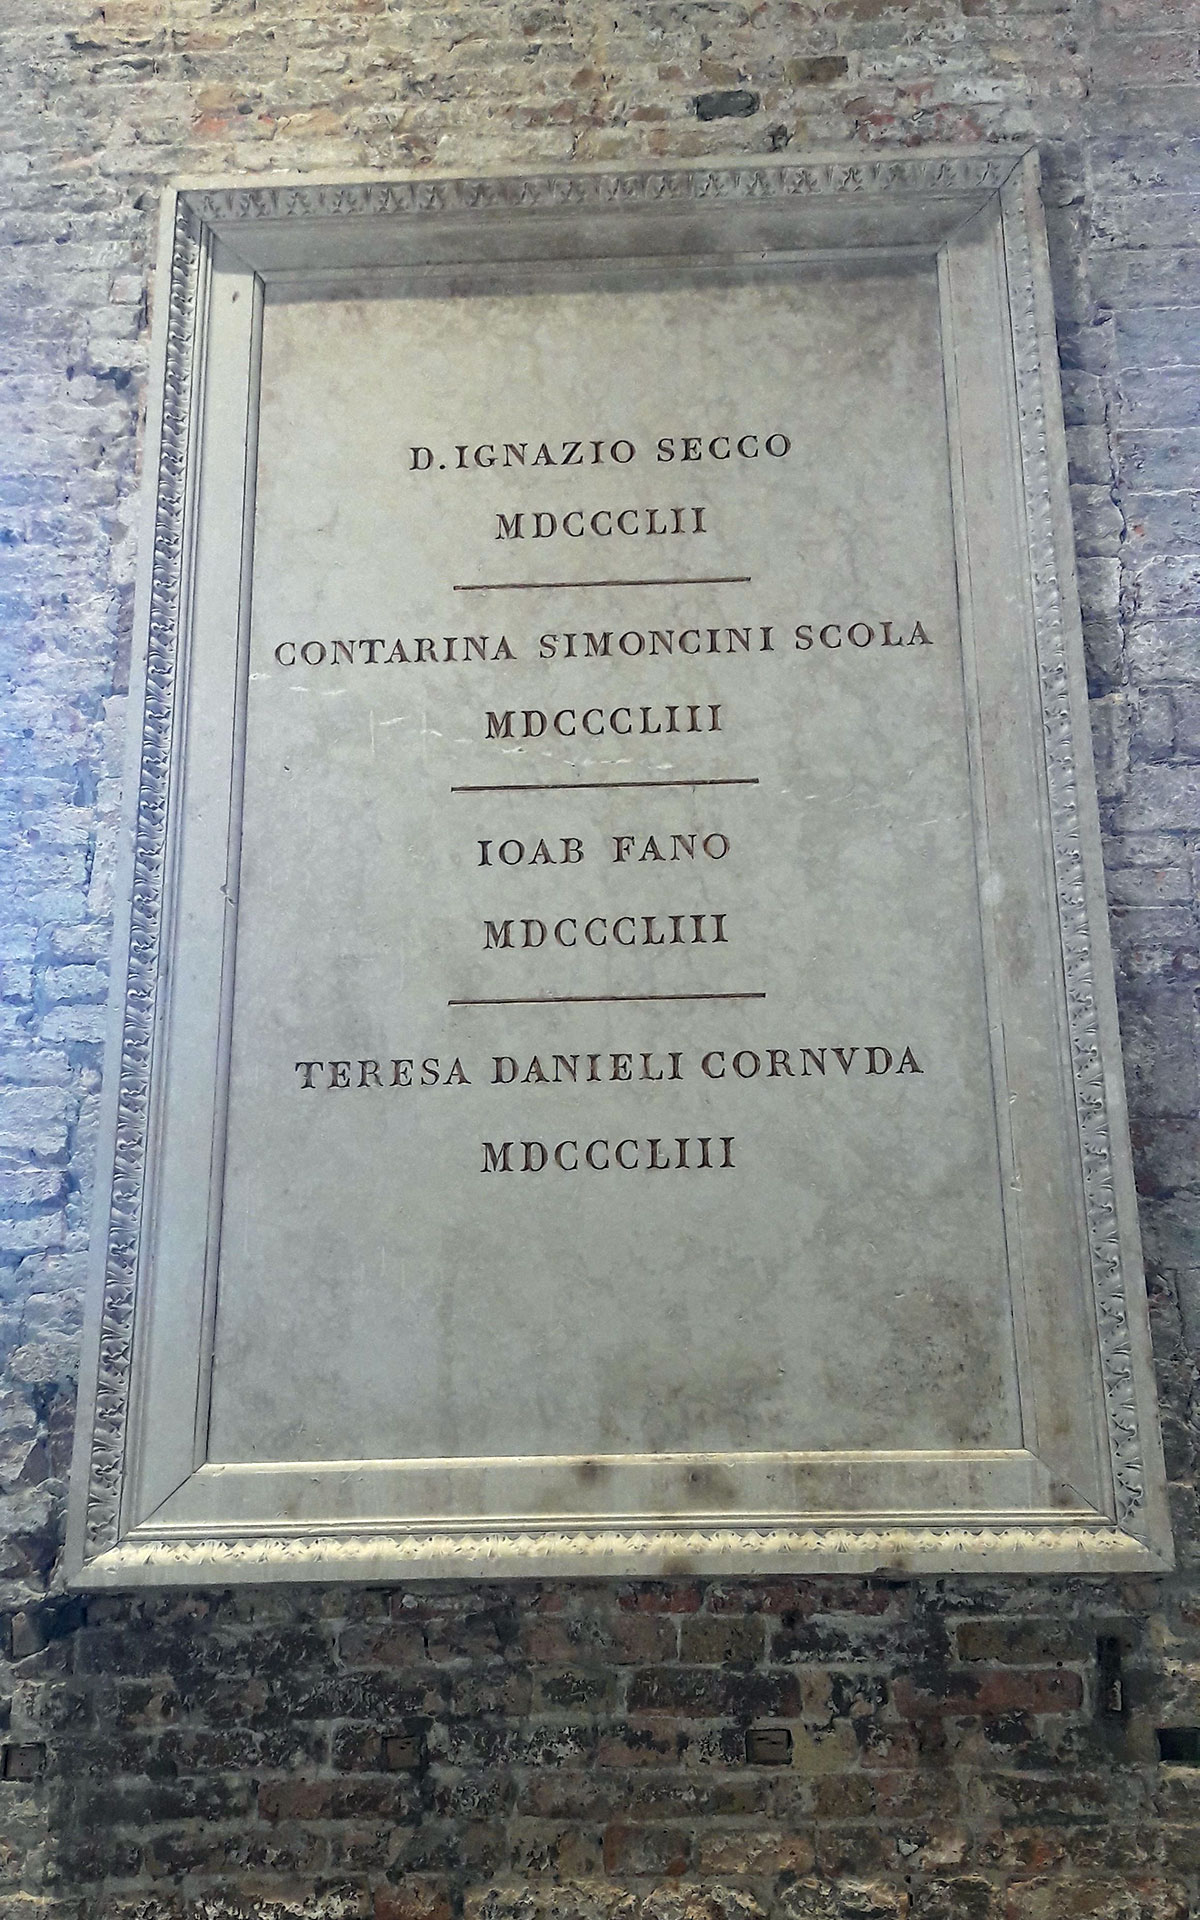 D. IGNAZIO SECCO
MDCCCLII
CONTARINA SIMONCINI SCOLA
MDCCCLIII
IOAB FANO
MDCCCLIII
TERESA DANIELI CORNVDA
MDCCCLIII